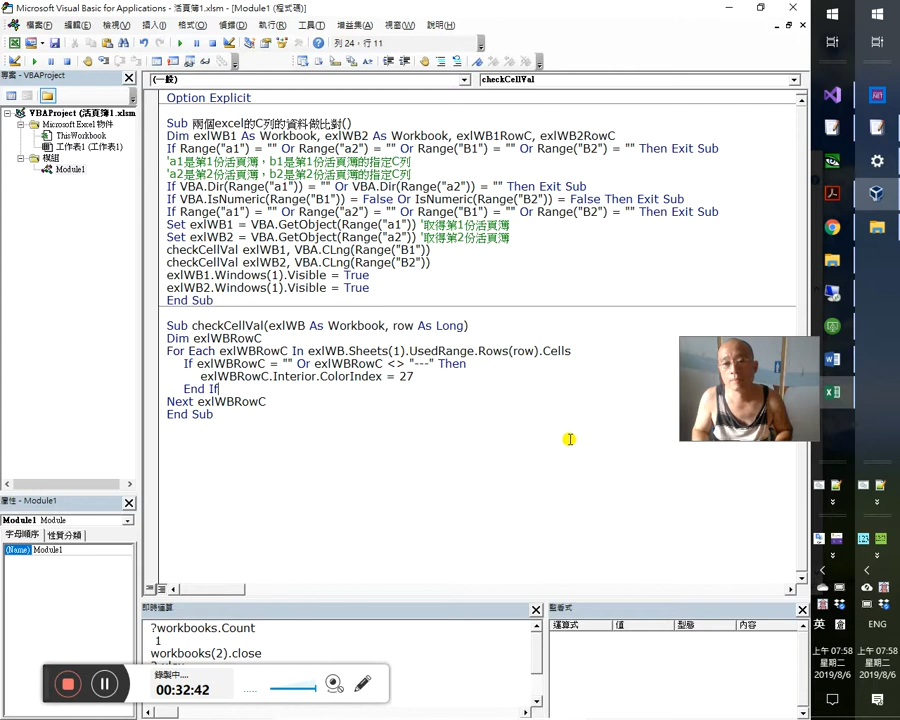 Microsoft Visual Basic for Applications - 活頁簿1.xlsm - [Module1 (程式碼)]
檔案(F) 編輯(E) 檢視(V) 插入(I) 格式(O) 偵錯(D) 執行(R) 工具(T) 增益集(A) 視窗(W) 說明(H)
列 24，行 11
專案 - VBAProject
VBAProject (活頁簿1.xlsm
Microsoft Excel 物件
ThisWorkbook
工作表1 (工作表1)
模組
Module1
(一般)
checkCellVal
Option Explicit
Sub 兩個excel的C列的資料做比對()
Dim exlWB1 As Workbook, exlWB2 As Workbook, exlWB1RowC, exlWB2RowC
If Range("a1") = "" Or Range("a2") = "" Or Range("B1") = "" Or Range("B2") = "" Then Exit Sub
'a1是第1份活頁簿，b1是第1份活頁簿的指定C列
'a2是第2份活頁簿，b2是第2份活頁簿的指定C列
If VBA.Dir(Range("a1")) = "" Or VBA.Dir(Range("a2")) = "" Then Exit Sub
If VBA.IsNumeric(Range("B1")) = False Or IsNumeric(Range("B2")) = False Then Exit Sub
If Range("a1") = "" Or Range("a2") = "" Or Range("B1") = "" Or Range("B2") = "" Then Exit Sub
Set exlWB1 = VBA.GetObject(Range("a1")) '取得第1份活頁簿
Set exlWB2 = VBA.GetObject(Range("a2")) '取得第2份活頁簿
checkCellVal exlWB1, VBA.CLng(Range("B1"))
checkCellVal exlWB2, VBA.CLng(Range("B2"))
exlWB1.Windows(1).Visible = True
exlWB2.Windows(1).Visible = True
End Sub
Sub checkCellVal(exlWB As Workbook, row As Long)
Dim exlWBRowC
For Each exlWBRowC In exlWB.Sheets(1).UsedRange.Rows(row).Cells
If exlWBRowC = "" Or exlWBRowC <> "---" Then
exlWBRowC.Interior.ColorIndex = 27
End If
Next exlWBRowC
End Sub
屬性 - Module1
Module1 Module
字母順序 性質分類
(Name) Module1
即時運算
?workbooks.Count
1
workbooks(2).close
監看式
運算式 值 型態 內容
錄製中....
00:32:42
英
ENG
上午 07:58
星期二
2019/8/6
上午 07:58
星期二
2019/8/6